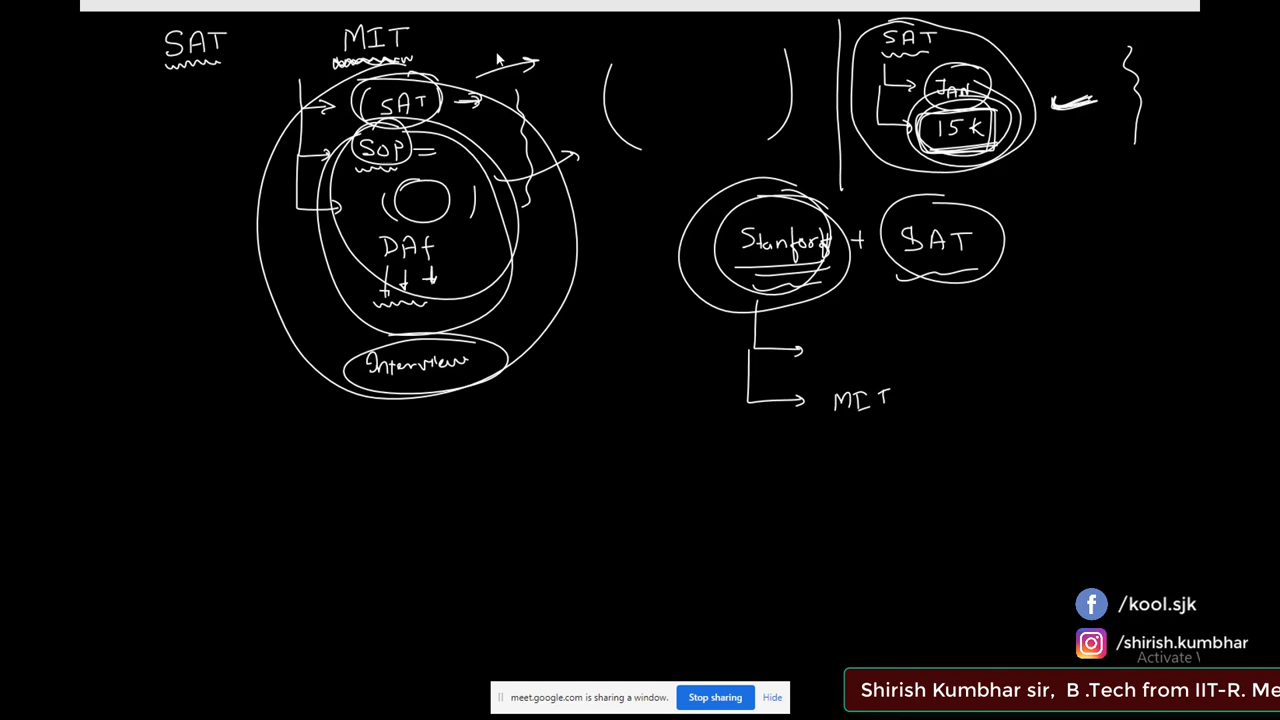 SAT
MIT
SAT
SOP =
DAf
Interview
SAT
JAN
15K
Stanford + SAT
MIT
/kool.sjk
/shirish.kumbhar
Activate \
meet.google.com is sharing a window.
Stop sharing
Hide
Shirish Kumbhar sir, B .Tech from IIT-R. Me